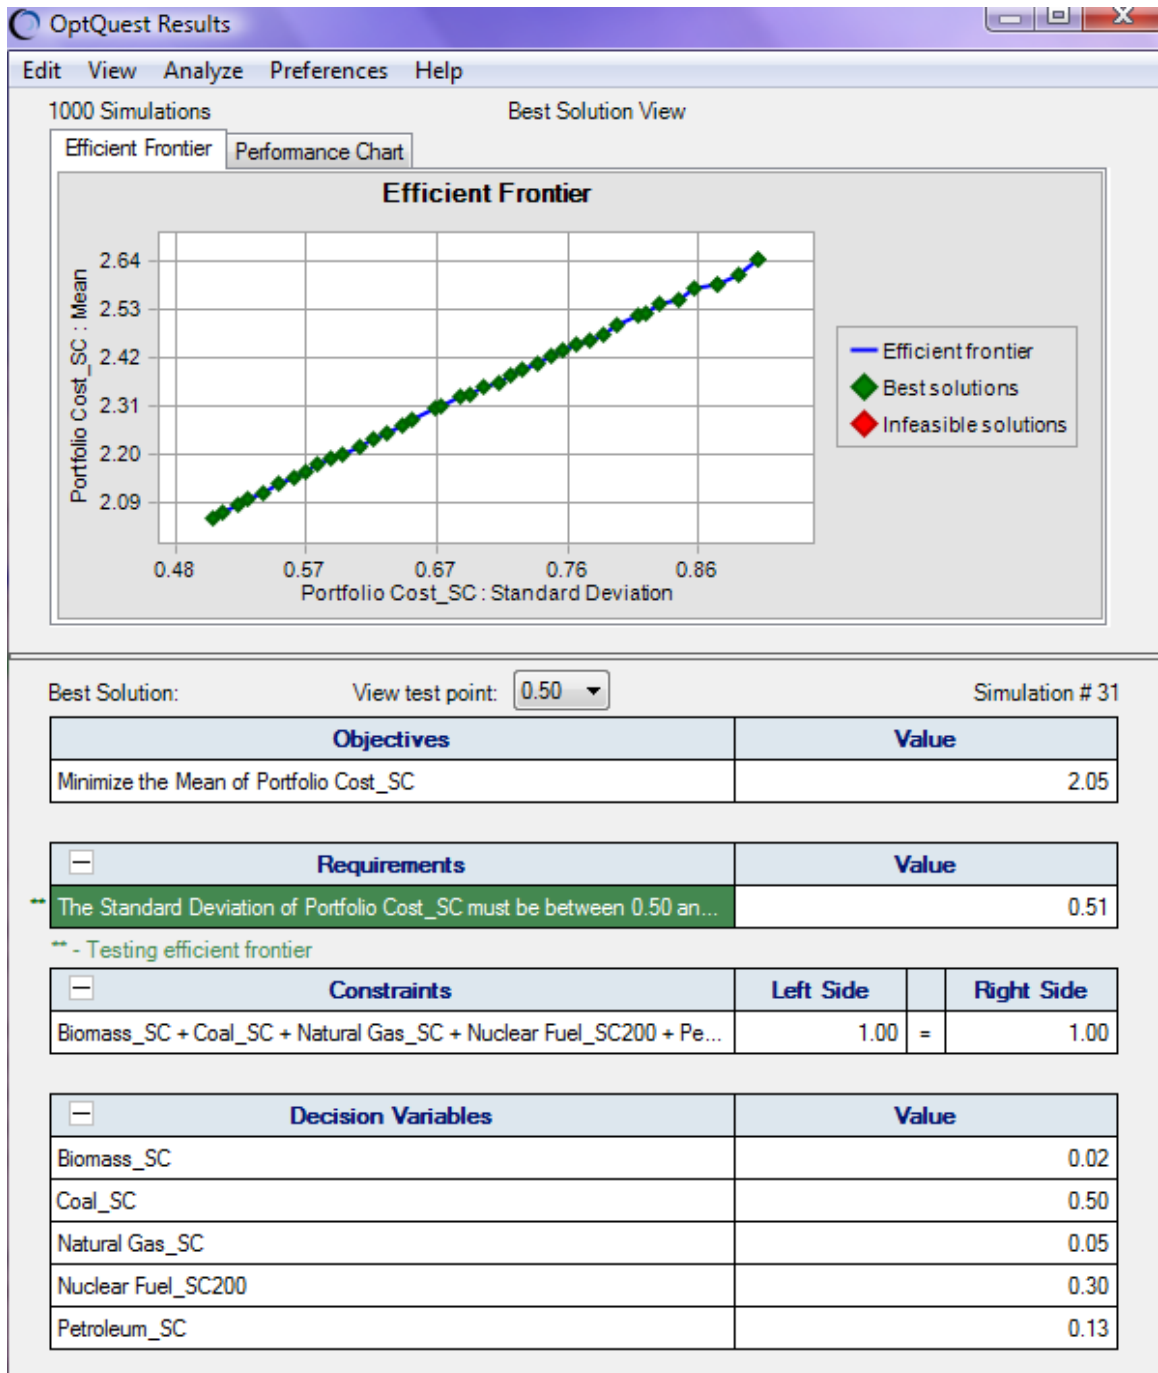 OptQuest Results
Edit View Analyze Preferences Help
1000 Simulations Best Solution View
Efficient Frontier Performance Chart
Efficient Frontier
Portfolio Cost_SC : Mean
2.64
2.53
2.42
2.31
2.20
2.09
0.48 0.57 0.67 0.76 0.86
Portfolio Cost_SC : Standard Deviation
Efficient frontier
Best solutions
Infeasible solutions
Best Solution: View test point: 0.50 Simulation # 31
Objectives Value
Minimize the Mean of Portfolio Cost_SC 2.05
Requirements Value
** The Standard Deviation of Portfolio Cost_SC must be between 0.50 an... 0.51
** - Testing efficient frontier
Constraints Left Side Right Side
Biomass_SC + Coal_SC + Natural Gas_SC + Nuclear Fuel_SC200 + Pe... 1.00 = 1.00
Decision Variables Value
Biomass_SC 0.02
Coal_SC 0.50
Natural Gas_SC 0.05
Nuclear Fuel_SC200 0.30
Petroleum_SC 0.13